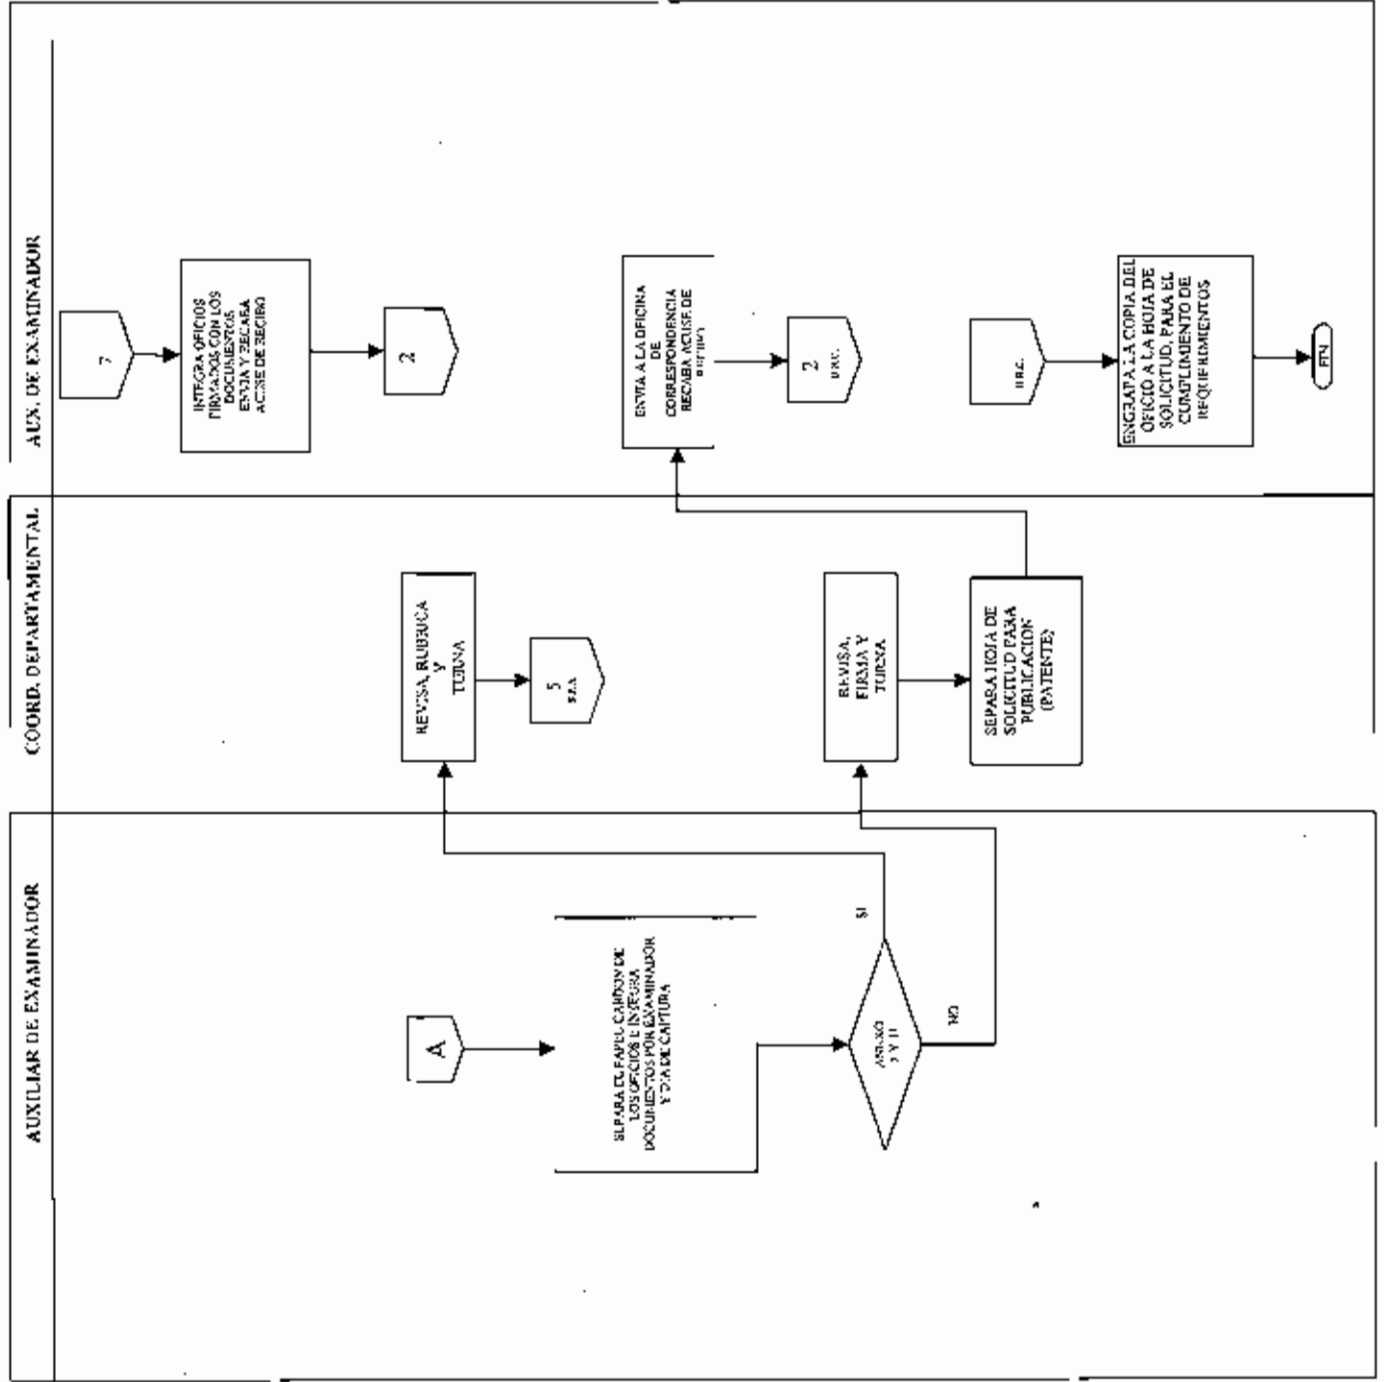 AUXILIAR DE EXAMINADOR
COORD. DEPARTAMENTAL
AUX. DE EXAMINADOR
A
SEPARA EL PAPEL CARBON DE
LOS OFICIOS E INTEGRA
DOCUMENTOS POR EXAMINADOR
Y DIA DE CAPTURA
ANEXO
Y
SI
NO
REVISA, RUBRICA
Y
TURNA
5
REVISA,
FIRMA Y
TURNA
SEPARA HOJA DE
SOLICITUD PARA
PUBLICACION
(PATENTE)
7
INTEGRA OFICIOS
FIRMADOS CON LOS
DOCUMENTOS
ENVIA Y RECABA
ACUSE DE RECIBO
2
ENVIA A LA OFICINA
DE
CORRESPONDENCIA
RECABA ACUSE DE
RECIBO
2
ENGRAPA LA COPIA DEL
OFICIO A LA HOJA DE
SOLICITUD, PARA EL
CUMPLIMIENTO DE
REQUERIMIENTOS
FIN